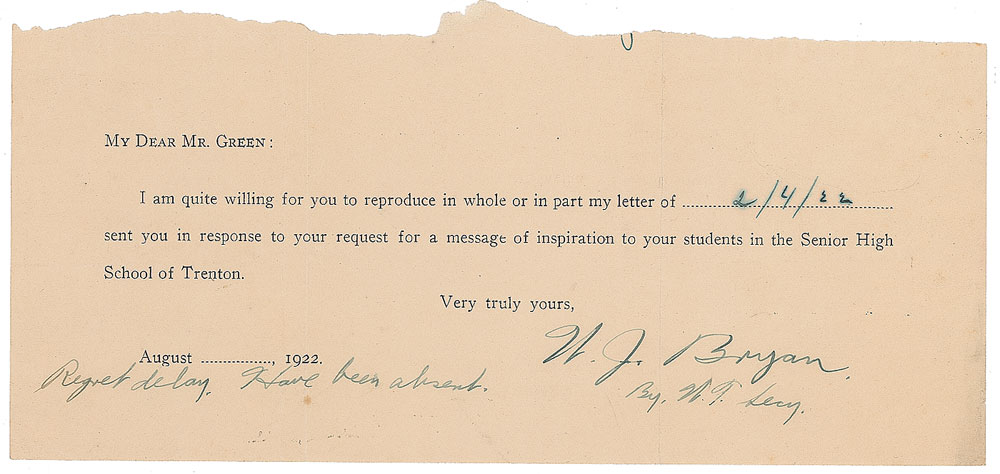 MY DEAR MR. GREEN:
I am quite willing for you to reproduce in whole or in part my letter of 2/4/22
sent you in response to your request for a message of inspiration to your students in the Senior High
School of Trenton.
Very truly yours,
August ..............., 1922.
W. J. Bryan.
Regret delay. Have been absent.
By. W.T. Secy.